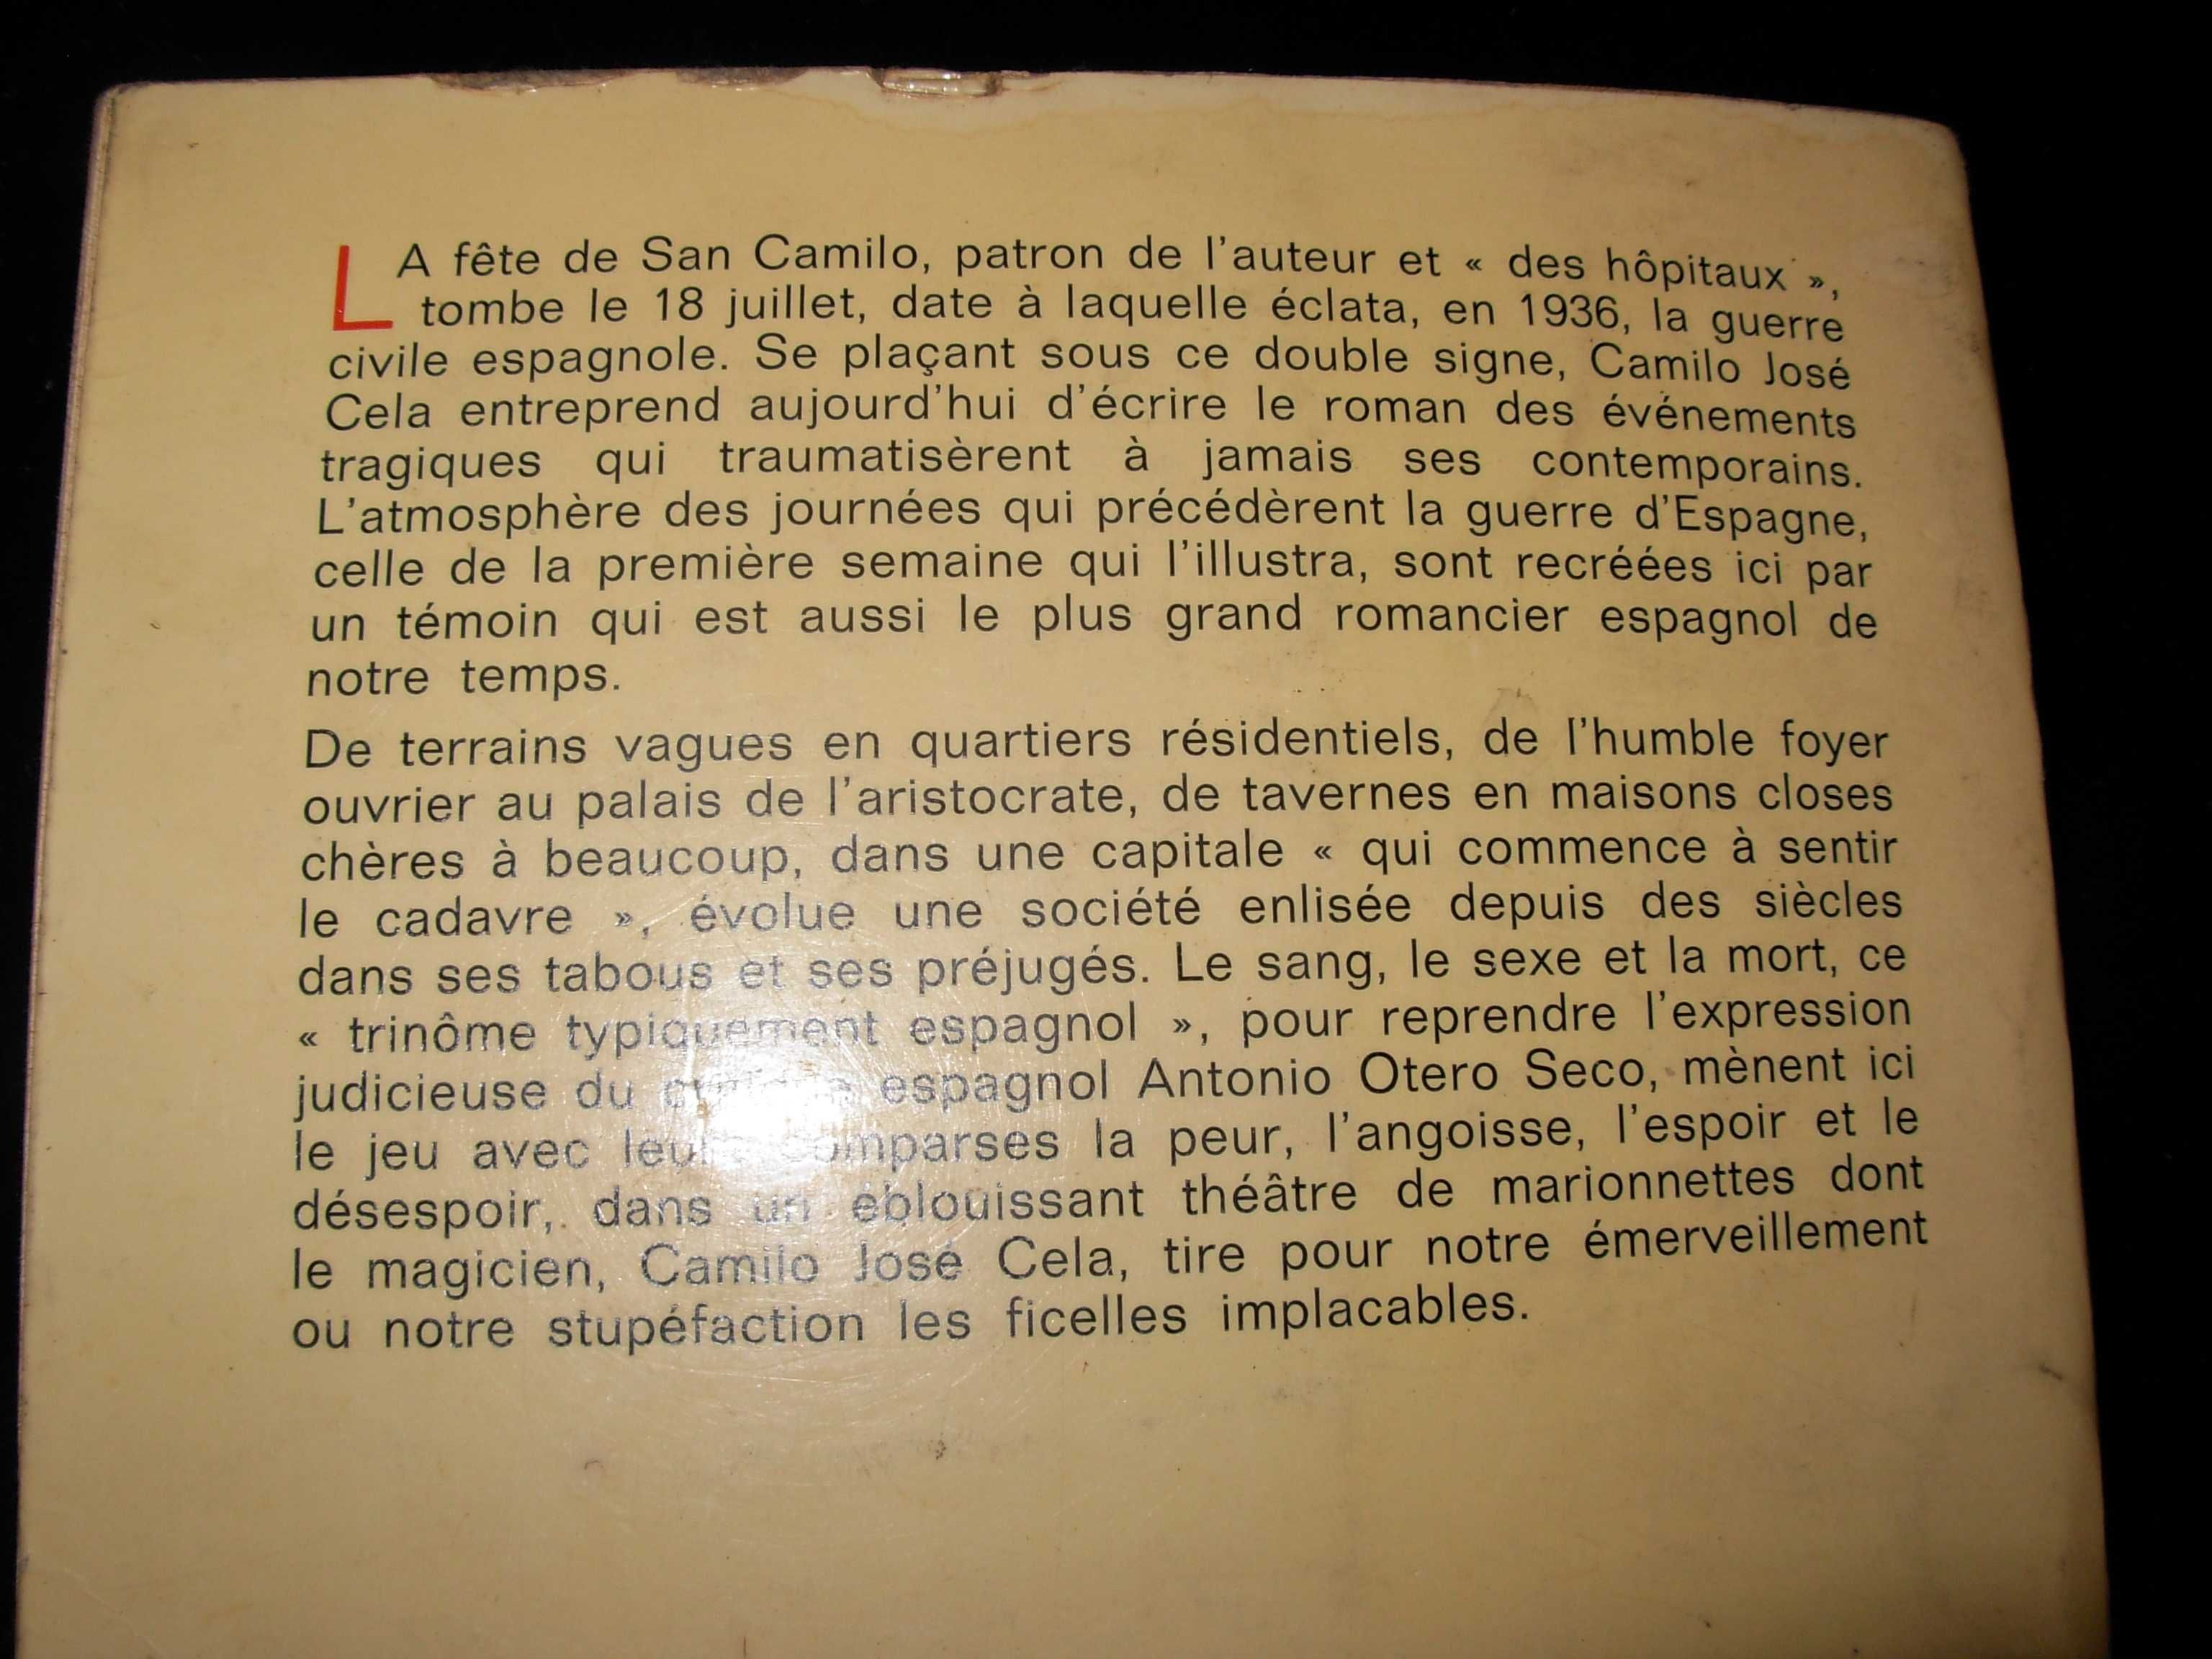 LA fête de San Camilo, patron de l'auteur et « des hôpitaux »,
tombe le 18 juillet, date à laquelle éclata, en 1936, la guerre
civile espagnole. Se plaçant sous ce double signe, Camilo José
Cela entreprend aujourd'hui d'écrire le roman des événements
tragiques qui traumatisèrent à jamais ses contemporains.
L'atmosphère des journées qui précédèrent la guerre d'Espagne,
celle de la première semaine qui l'illustra, sont recréées ici par
un témoin qui est aussi le plus grand romancier espagnol de
notre temps.
De terrains vagues en quartiers résidentiels, de l'humble foyer
ouvrier au palais de l'aristocrate, de tavernes en maisons closes
chères à beaucoup, dans une capitale « qui commence à sentir
le cadavre », évolue une société enlisée depuis des siècles
dans ses tabous et ses préjugés. Le sang, le sexe et la mort, ce
« trinôme typiquement espagnol », pour reprendre l'expression
judicieuse du espagnol Antonio Otero Seco, mènent ici
le jeu avec leurs comparses la peur, l'angoisse, l'espoir et le
désespoir, dans un éblouissant théâtre de marionnettes dont
le magicien, Camilo José Cela, tire pour notre émerveillement
ou notre stupéfaction les ficelles implacables.